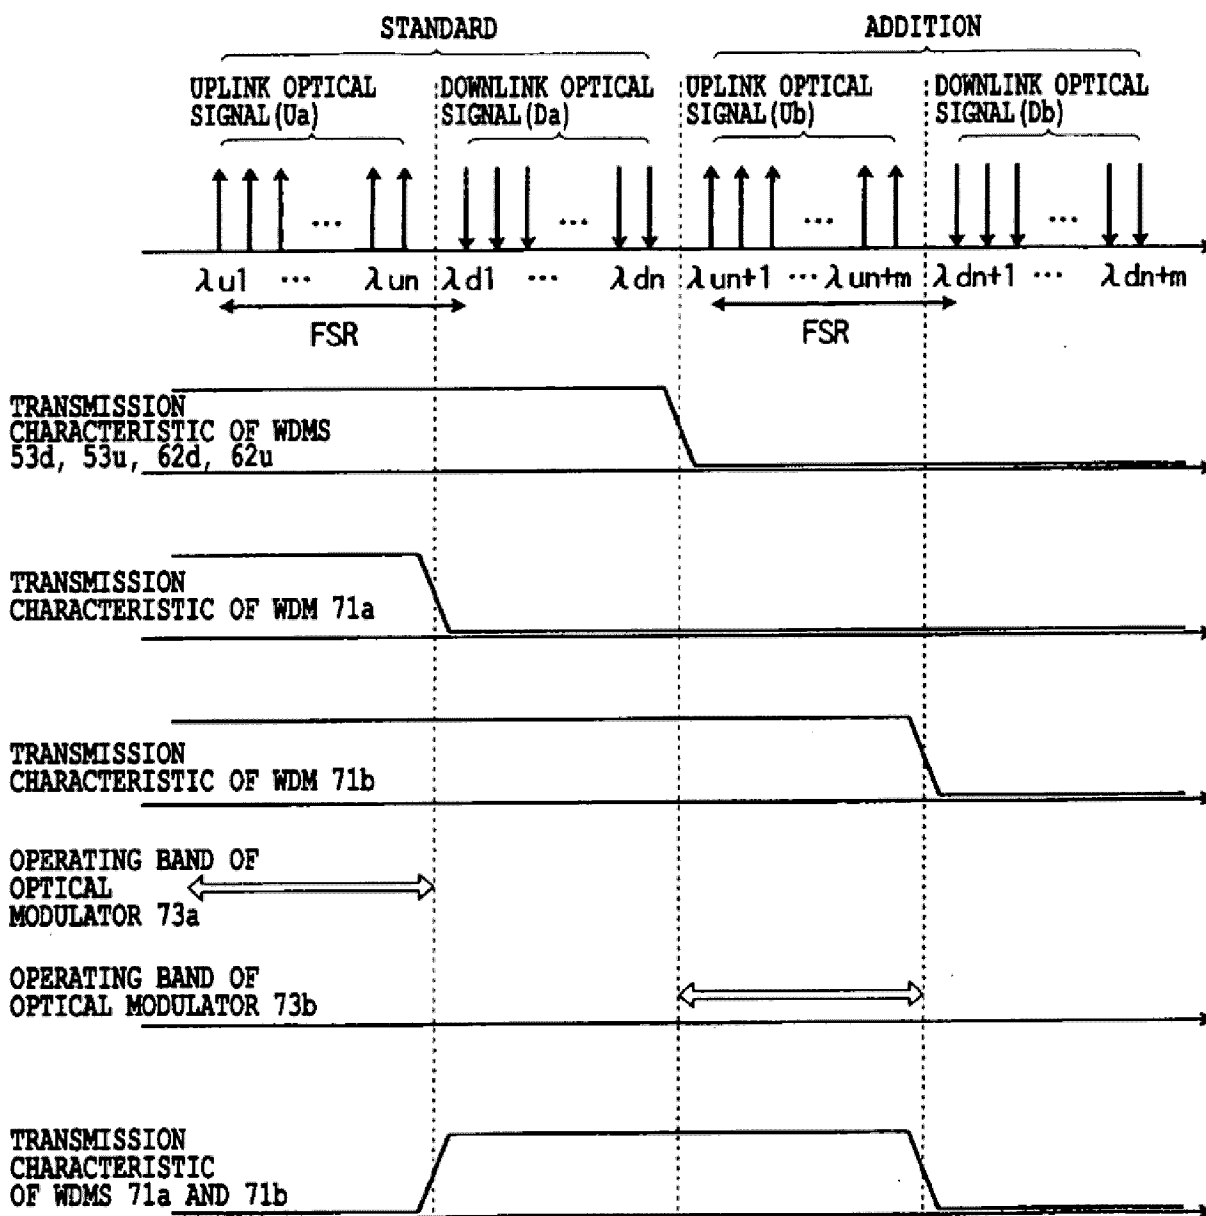 STANDARD
ADDITION
UPLINK OPTICAL
SIGNAL(Ua)
DOWNLINK OPTICAL
SIGNAL(Da)
UPLINK OPTICAL
SIGNAL(Ub)
DOWNLINK OPTICAL
SIGNAL(Db)
... ... ... ...
λu1 ... λun λd1 ... λdn λun+1 ... λun+m λdn+1 ... λdn+m
FSR FSR
TRANSMISSION
CHARACTERISTIC OF WDMS
53d, 53u, 62d, 62u
TRANSMISSION
CHARACTERISTIC OF WDM 71a
TRANSMISSION
CHARACTERISTIC OF WDM 71b
OPERATING BAND OF
OPTICAL
MODULATOR 73a
OPERATING BAND OF
OPTICAL MODULATOR 73b
TRANSMISSION
CHARACTERISTIC
OF WDMS 71a AND 71b